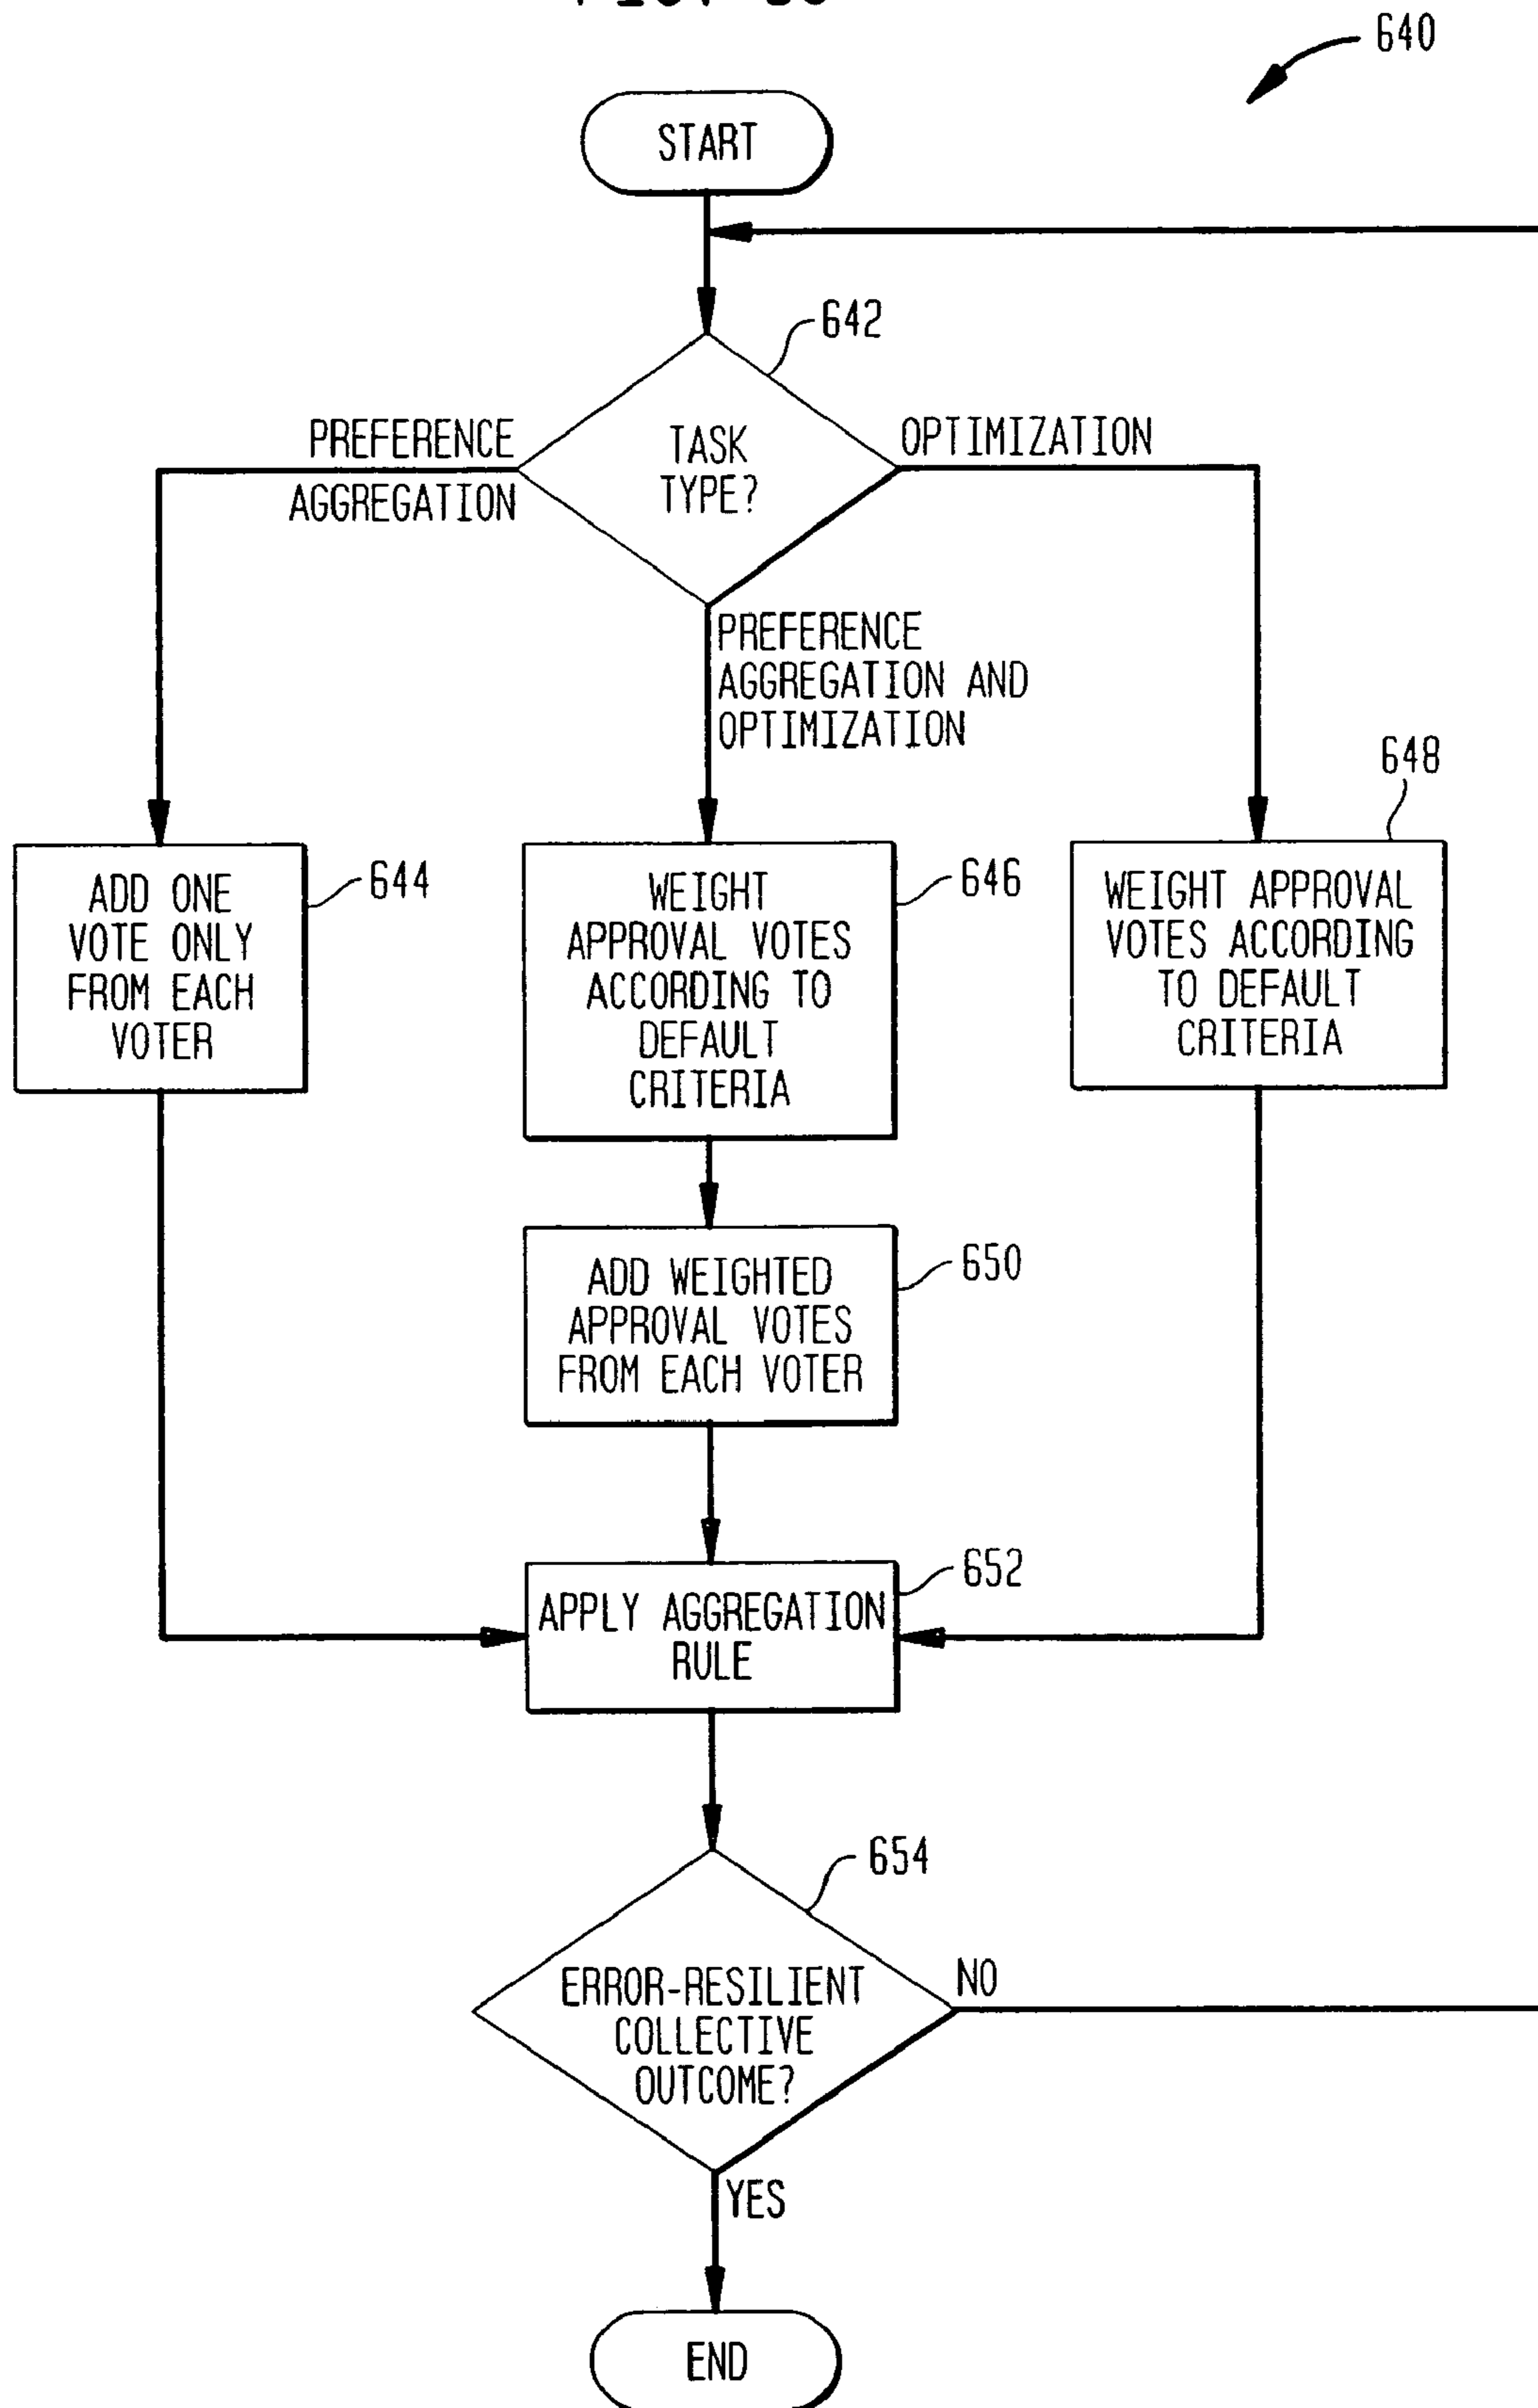 640
START
642
PREFERENCE
AGGREGATION
TASK
TYPE?
OPTIMIZATION
PREFERENCE
AGGREGATION AND
OPTIMIZATION
648
ADD ONE
VOTE ONLY
FROM EACH
VOTER
644
WEIGHT
APPROVAL VOTES
ACCORDING TO
DEFAULT
CRITERIA
646
WEIGHT APPROVAL
VOTES ACCORDING
TO DEFAULT
CRITERIA
ADD WEIGHTED
APPROVAL VOTES
FROM EACH VOTER
650
652
APPLY AGGREGATION
RULE
654
ERROR-RESILIENT
COLLECTIVE
OUTCOME?
NO
YES
END